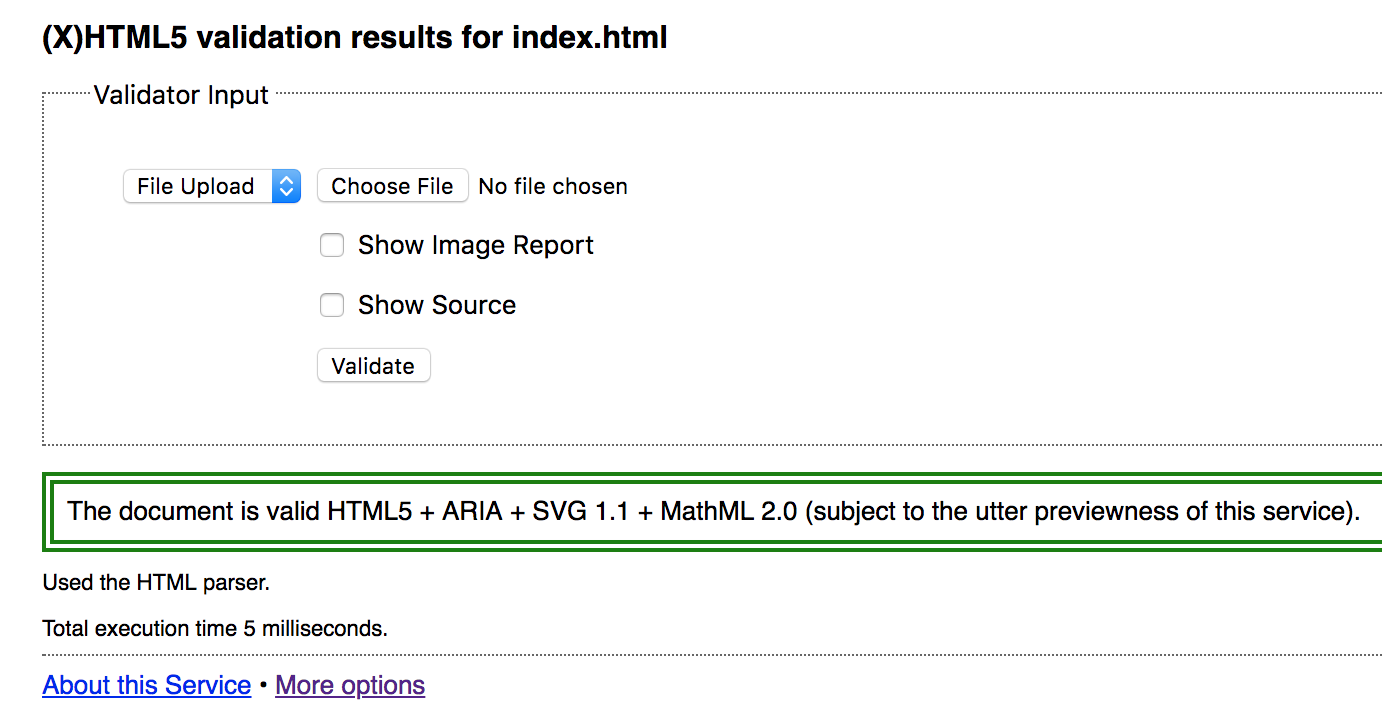 (X)HTML5 validation results for index.html
Validator Input
File Upload Choose File No file chosen
Show Image Report
Show Source
Validate
The document is valid HTML5 + ARIA + SVG 1.1 + MathML 2.0 (subject to the utter previewness of this service).
Used the HTML parser.
Total execution time 5 milliseconds.
About this Service • More options